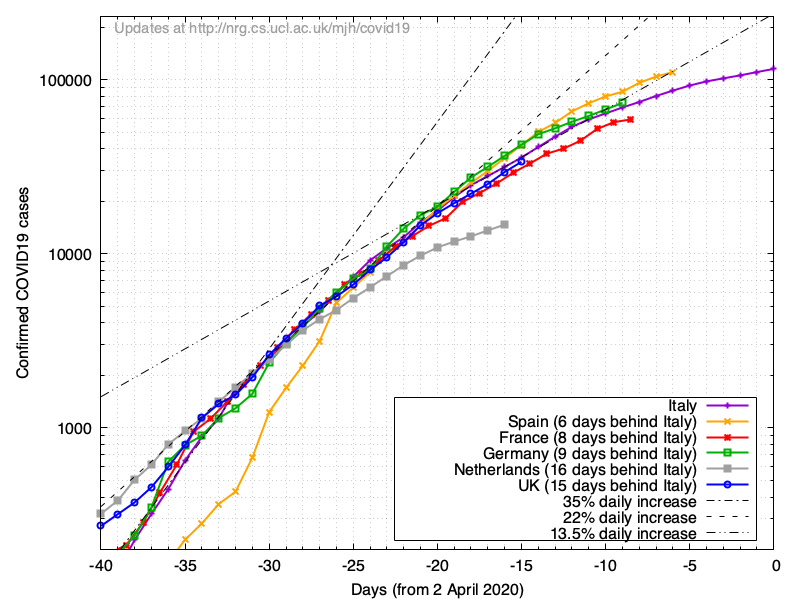 Updates at http://nrg.cs.ucl.ac.uk/mjh/covid19
100000
10000
1000
Confirmed COVID19 cases
Italy
Spain (6 days behind Italy)
France (8 days behind Italy)
Germany (9 days behind Italy)
Netherlands (16 days behind Italy)
UK (15 days behind Italy)
35% daily increase
22% daily increase
13.5% daily increase
-40 -35 -30 -25 -20 -15 -10 -5 0
Days (from 2 April 2020)